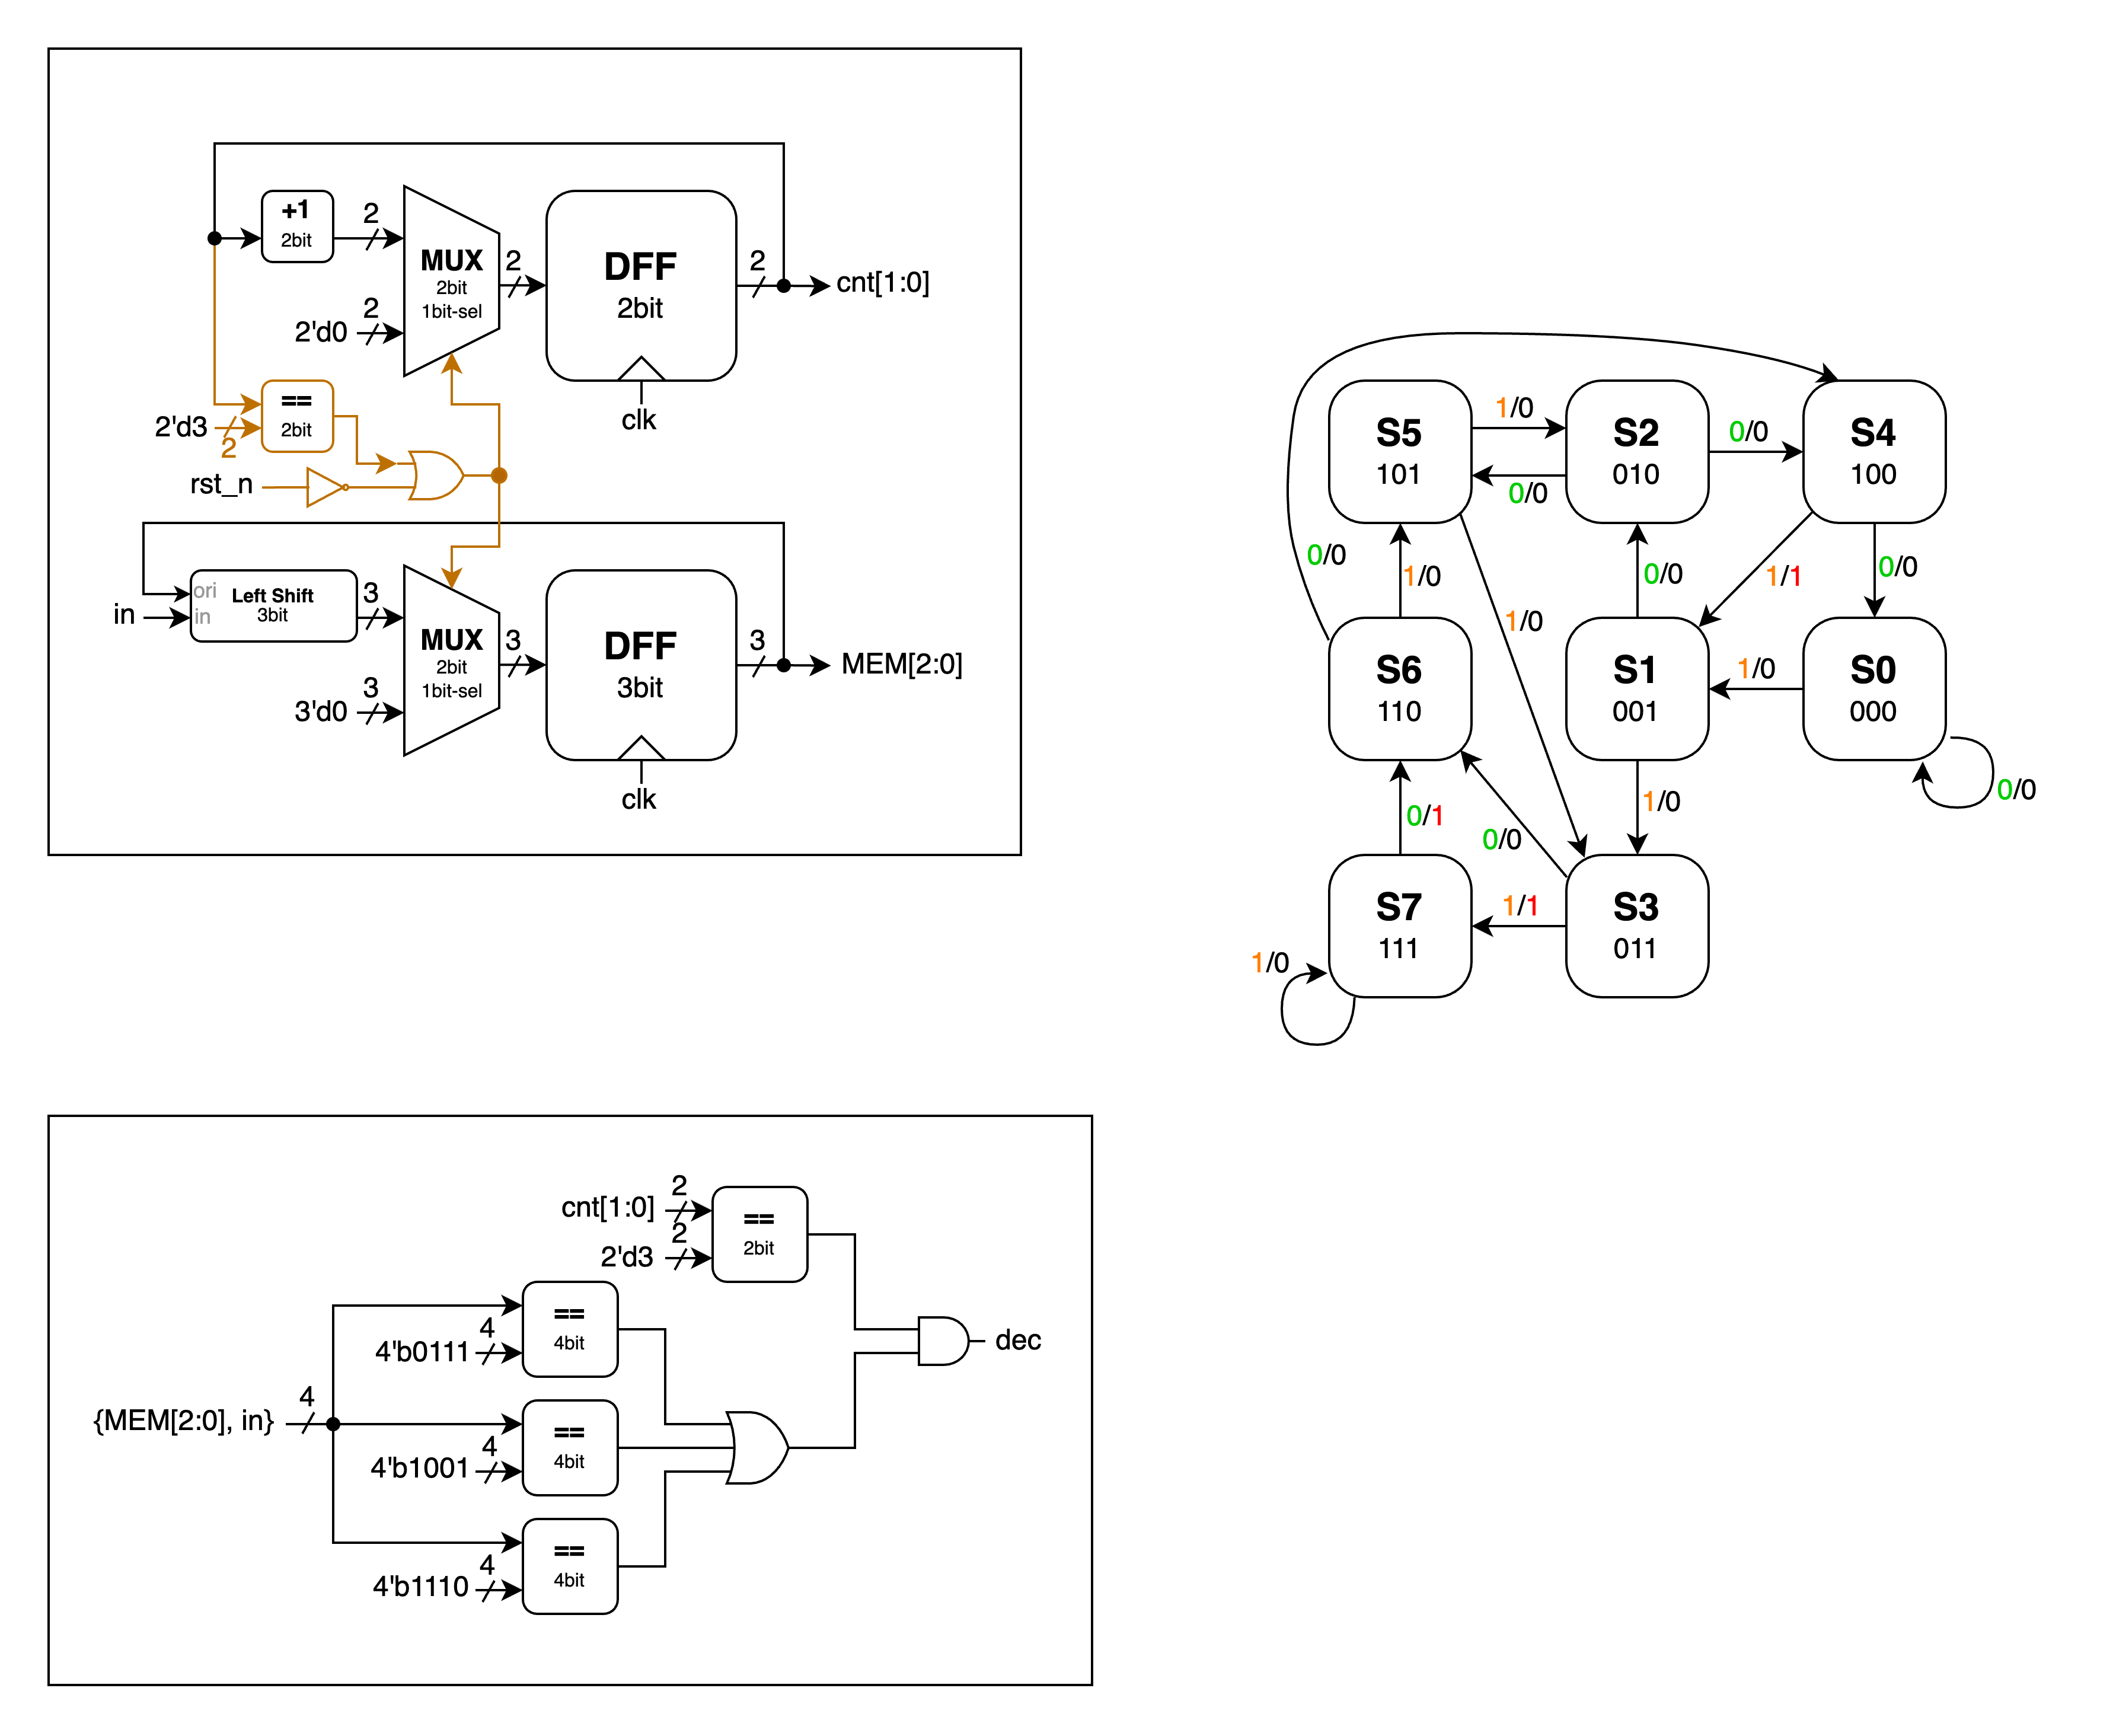 +1
2bit
2
MUX
2bit
1bit-sel
2
DFF
2bit
2
cnt[1:0]
2'd0
2
clk
2'd3
2
==
2bit
rst_n
in
ori
in
Left Shift
3bit
3
MUX
2bit
1bit-sel
3
DFF
3bit
3
MEM[2:0]
3'd0
3
clk
S5
101
1/0
0/0
S2
010
0/0
S4
100
0/0
1/0
1/0
0/0
1/1
0/0
S6
110
S1
001
1/0
S0
000
0/0
0/1
0/0
1/0
S7
111
1/1
S3
011
1/0
cnt[1:0]
2
2'd3
2
==
2bit
==
4bit
4'b0111
4
{MEM[2:0], in}
4
==
4bit
4'b1001
4
==
4bit
4'b1110
4
dec